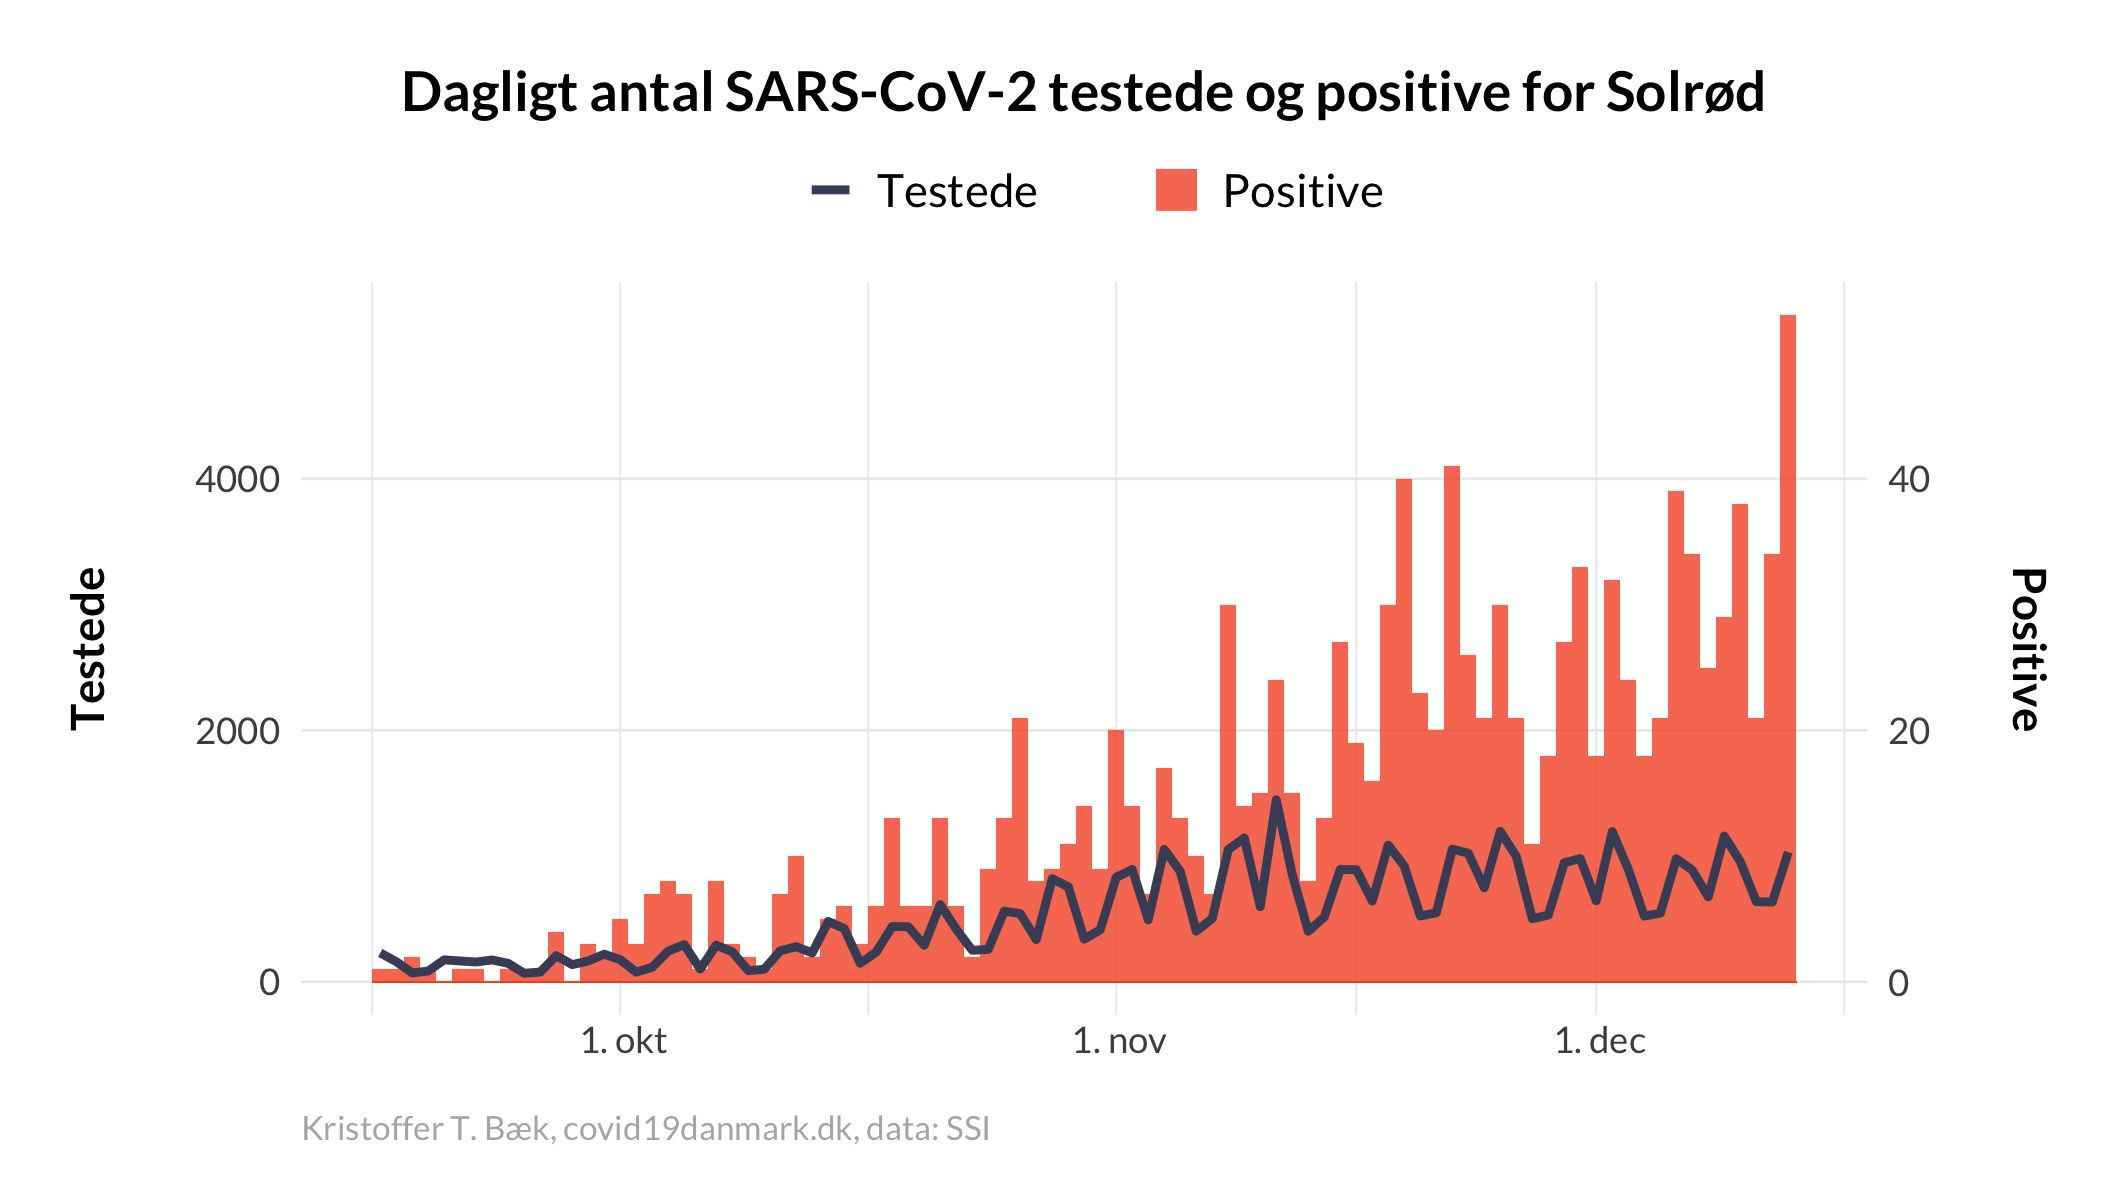 Dagligt antal SARS-CoV-2 testede og positive for Solrød
Testede
Positive
4000
2000
0
Testede
40
20
0
Positive
1. okt
1. nov
1. dec
Kristoffer T. Bæk, covid19danmark.dk, data: SSI